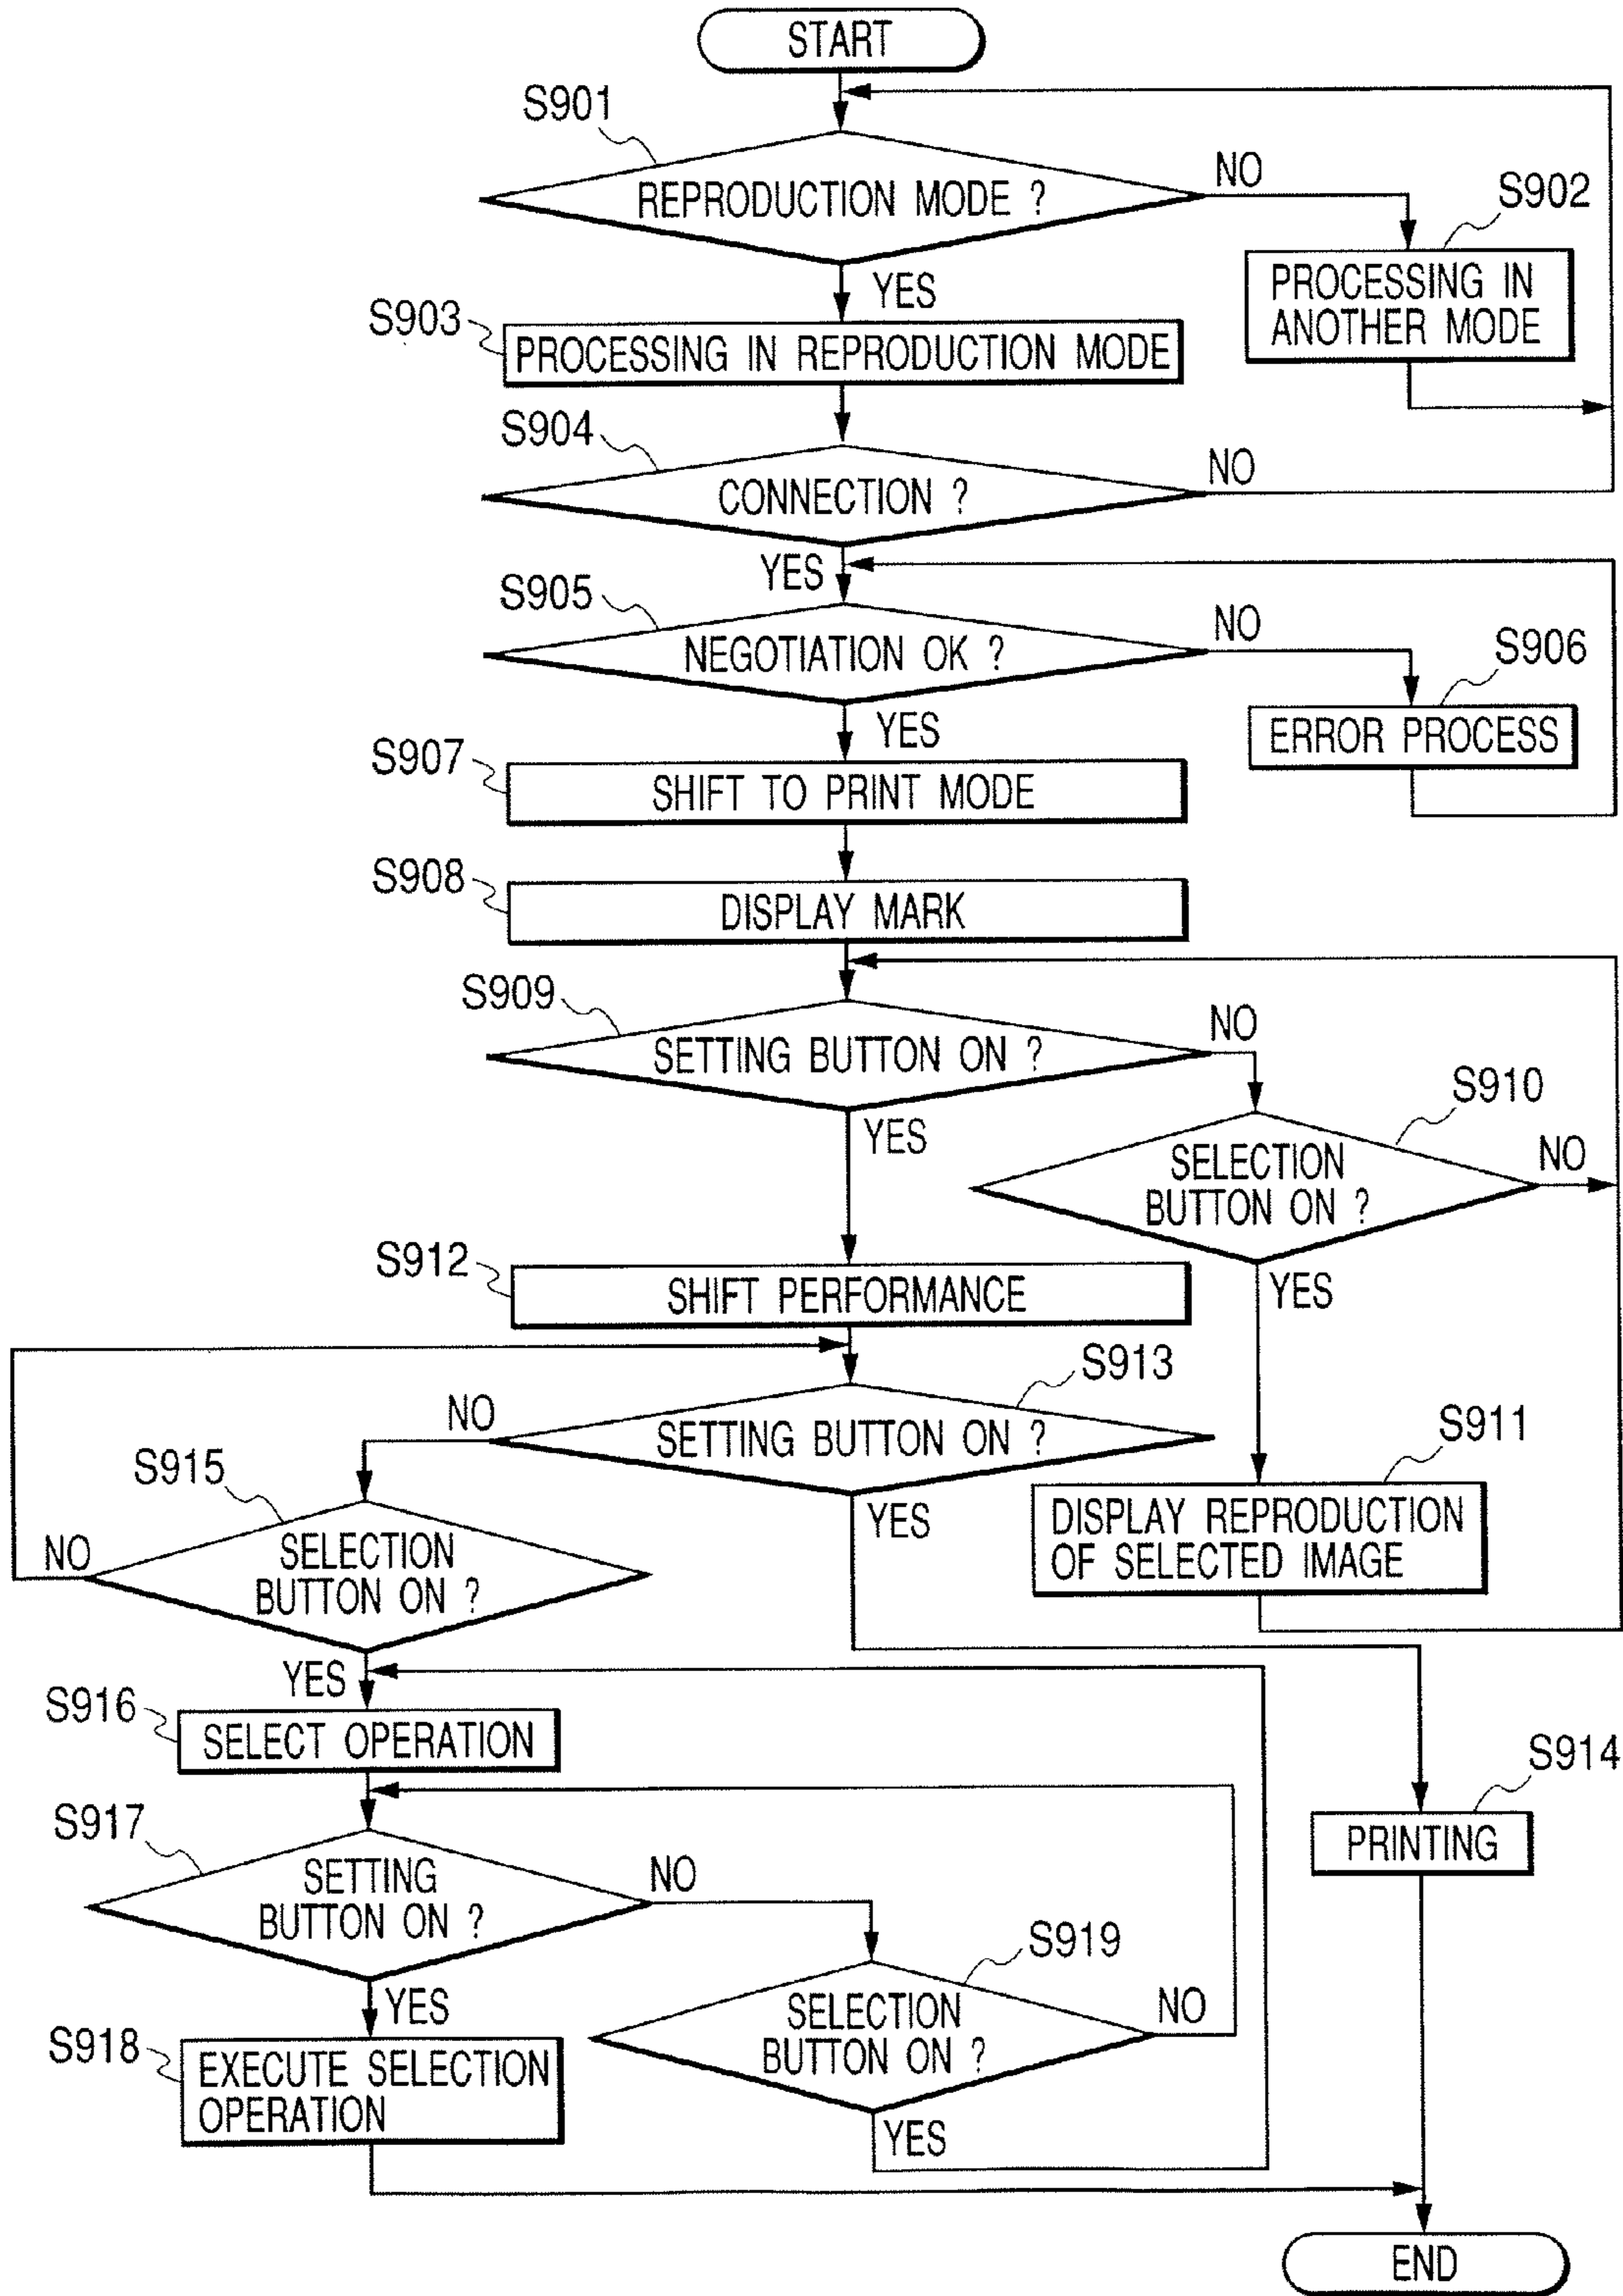 START
S901
REPRODUCTION MODE ?
NO
S902
PROCESSING IN
ANOTHER MODE
YES
S903
PROCESSING IN REPRODUCTION MODE
S904
CONNECTION ?
NO
YES
S905
NEGOTIATION OK ?
NO
S906
ERROR PROCESS
YES
S907
SHIFT TO PRINT MODE
S908
DISPLAY MARK
S909
SETTING BUTTON ON ?
NO
S910
SELECTION
BUTTON ON ?
NO
YES
YES
S912
SHIFT PERFORMANCE
S913
SETTING BUTTON ON ?
NO
YES
S911
DISPLAY REPRODUCTION
OF SELECTED IMAGE
S915
SELECTION
BUTTON ON ?
NO
YES
S916
SELECT OPERATION
S914
PRINTING
S917
SETTING
BUTTON ON ?
NO
S919
SELECTION
BUTTON ON ?
NO
YES
YES
S918
EXECUTE SELECTION
OPERATION
END